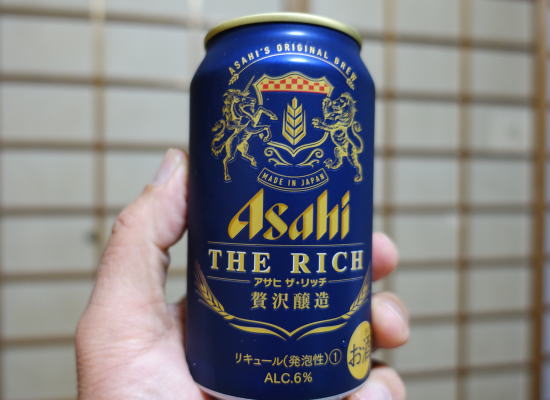 ASAHI'S ORIGINAL BREW
MADE IN JAPAN
Asahi
THE RICH
アサヒ ザ・リッチ
贅沢醸造
リキュール(発泡性)①
ALC.6%
お酒